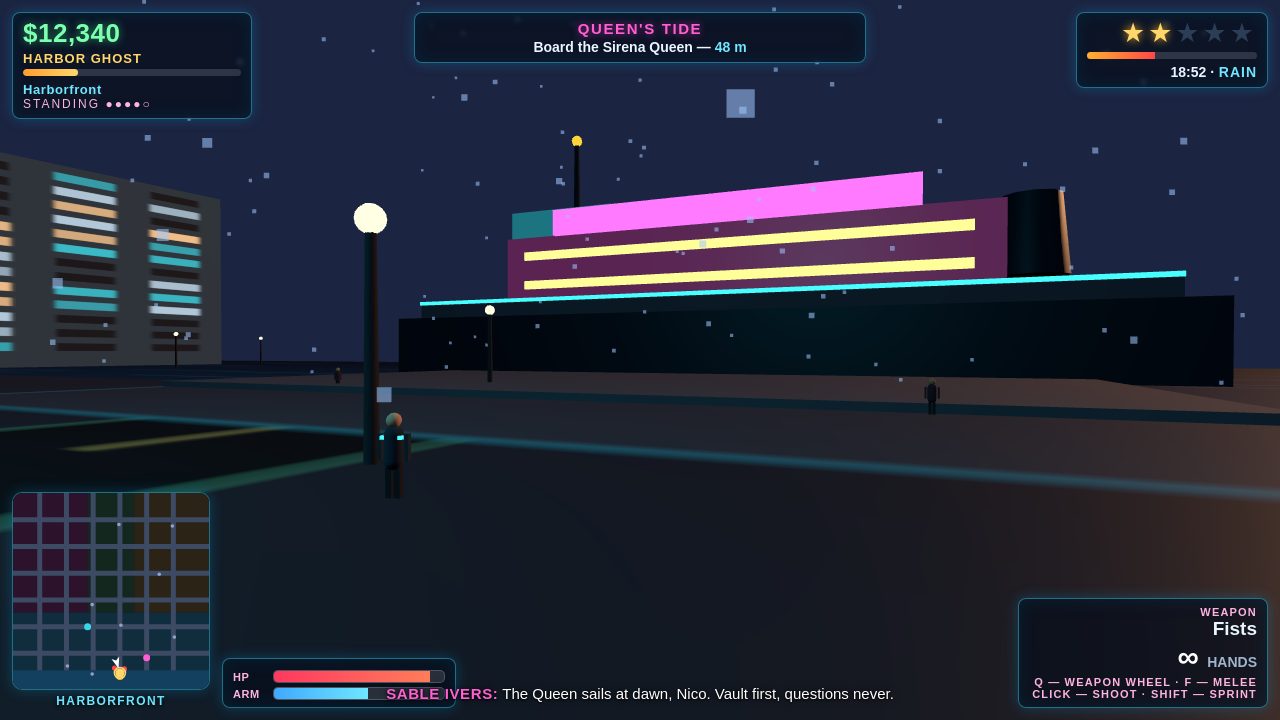 $12,340
HARBOR GHOST
Harborfront
STANDING ●●●●○
QUEEN'S TIDE
Board the Sirena Queen — 48 m
★★★★★
18:52 · RAIN
HARBORFRONT
HP
ARM
SABLE IVERS: The Queen sails at dawn, Nico. Vault first, questions never.
WEAPON
Fists
∞ HANDS
Q — WEAPON WHEEL · F — MELEE
CLICK — SHOOT · SHIFT — SPRINT